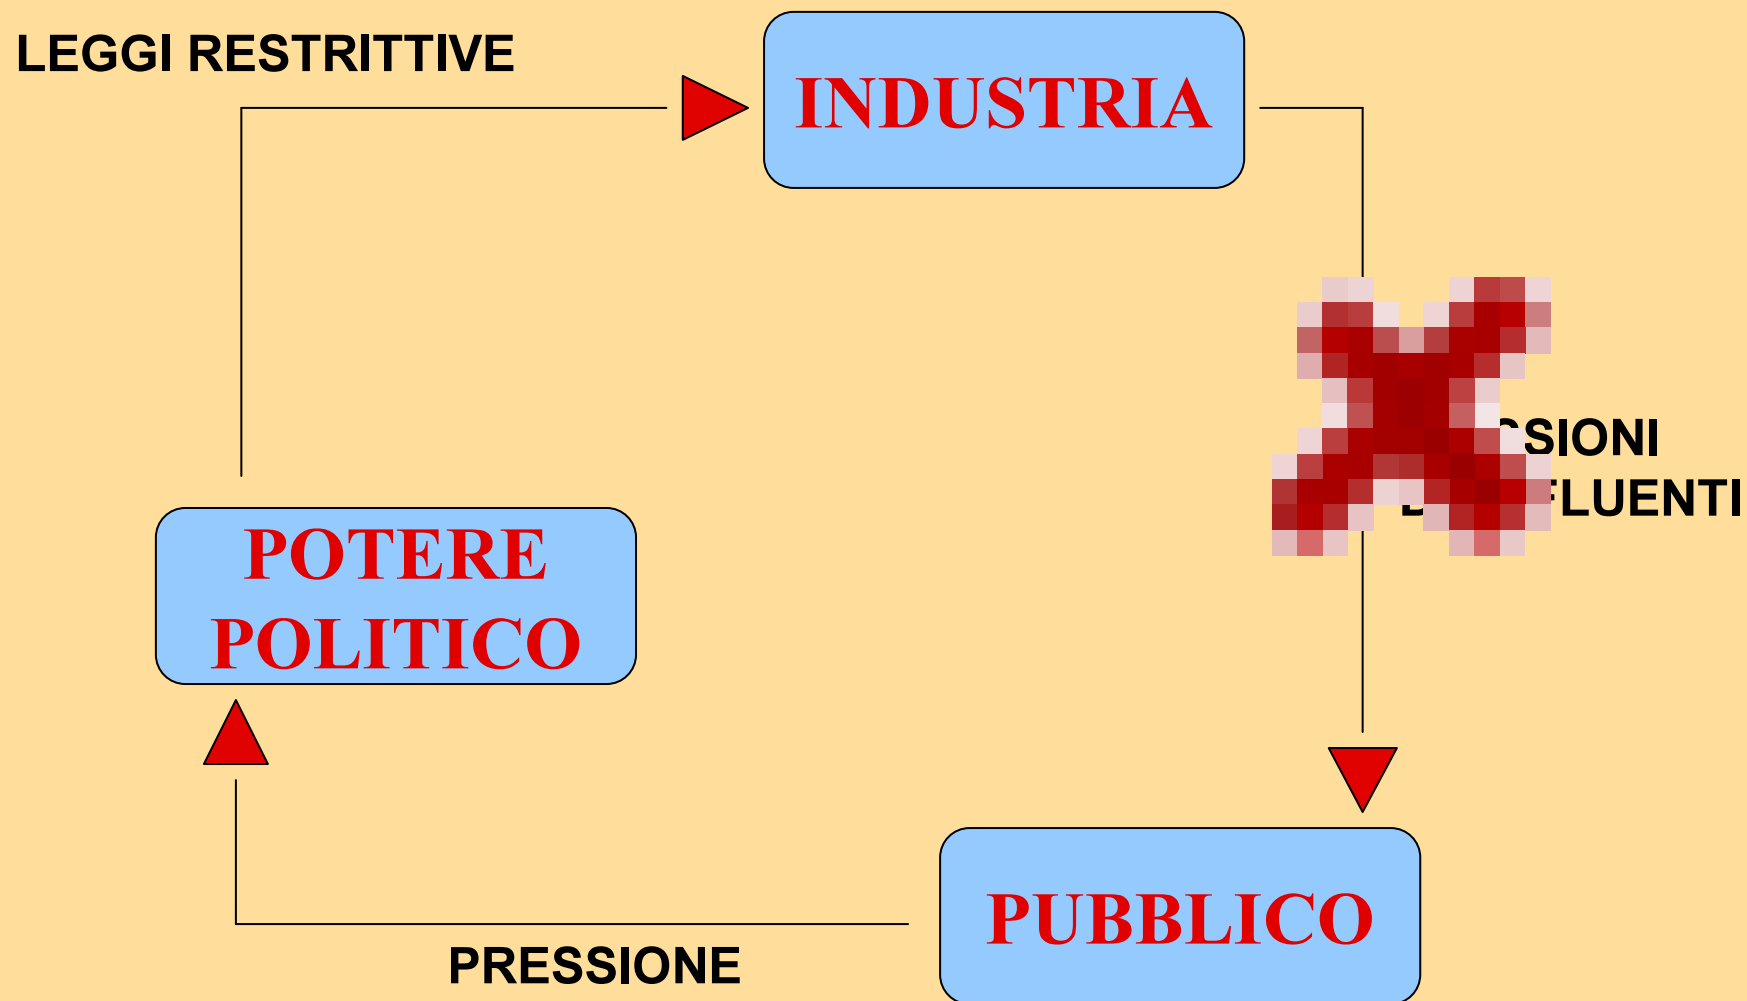 LEGGI RESTRITTIVE
INDUSTRIA
POTERE
POLITICO
PUBBLICO
PRESSIONE